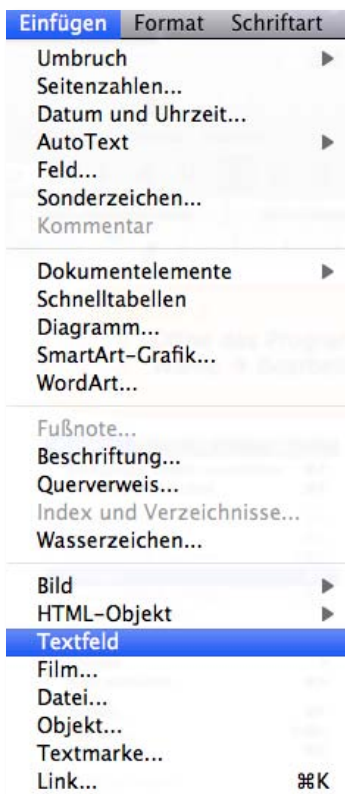 Einfügen Format Schriftart
Umbruch
Seitenzahlen...
Datum und Uhrzeit...
AutoText
Feld...
Sonderzeichen...
Kommentar
Dokumentelemente
Schnelltabellen
Diagramm...
SmartArt-Grafik...
WordArt...
Fußnote...
Beschriftung...
Querverweis...
Index und Verzeichnisse...
Wasserzeichen...
Bild
HTML-Objekt
Textfeld
Film...
Datei...
Objekt...
Textmarke...
Link... ⌘K